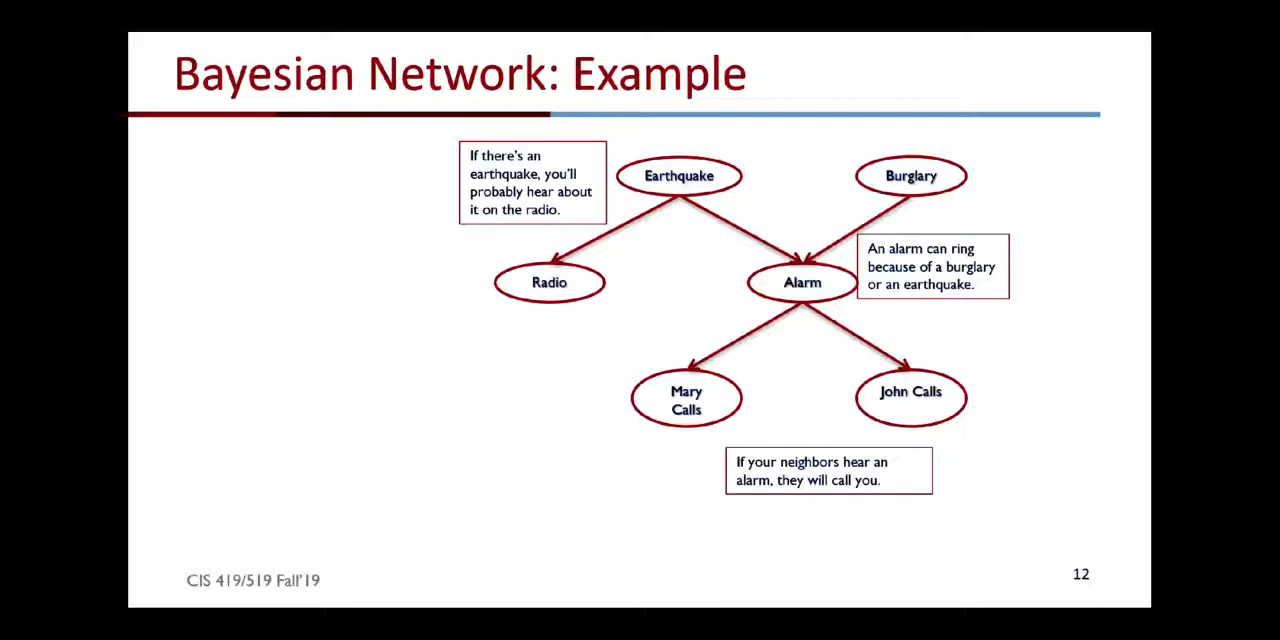 Bayesian Network: Example
If there's an
earthquake, you'll
probably hear about
it on the radio.
Earthquake
Burglary
An alarm can ring
because of a burglary
or an earthquake.
Radio
Alarm
Mary
Calls
John Calls
If your neighbors hear an
alarm, they will call you.
CIS 419/519 Fall'19
12